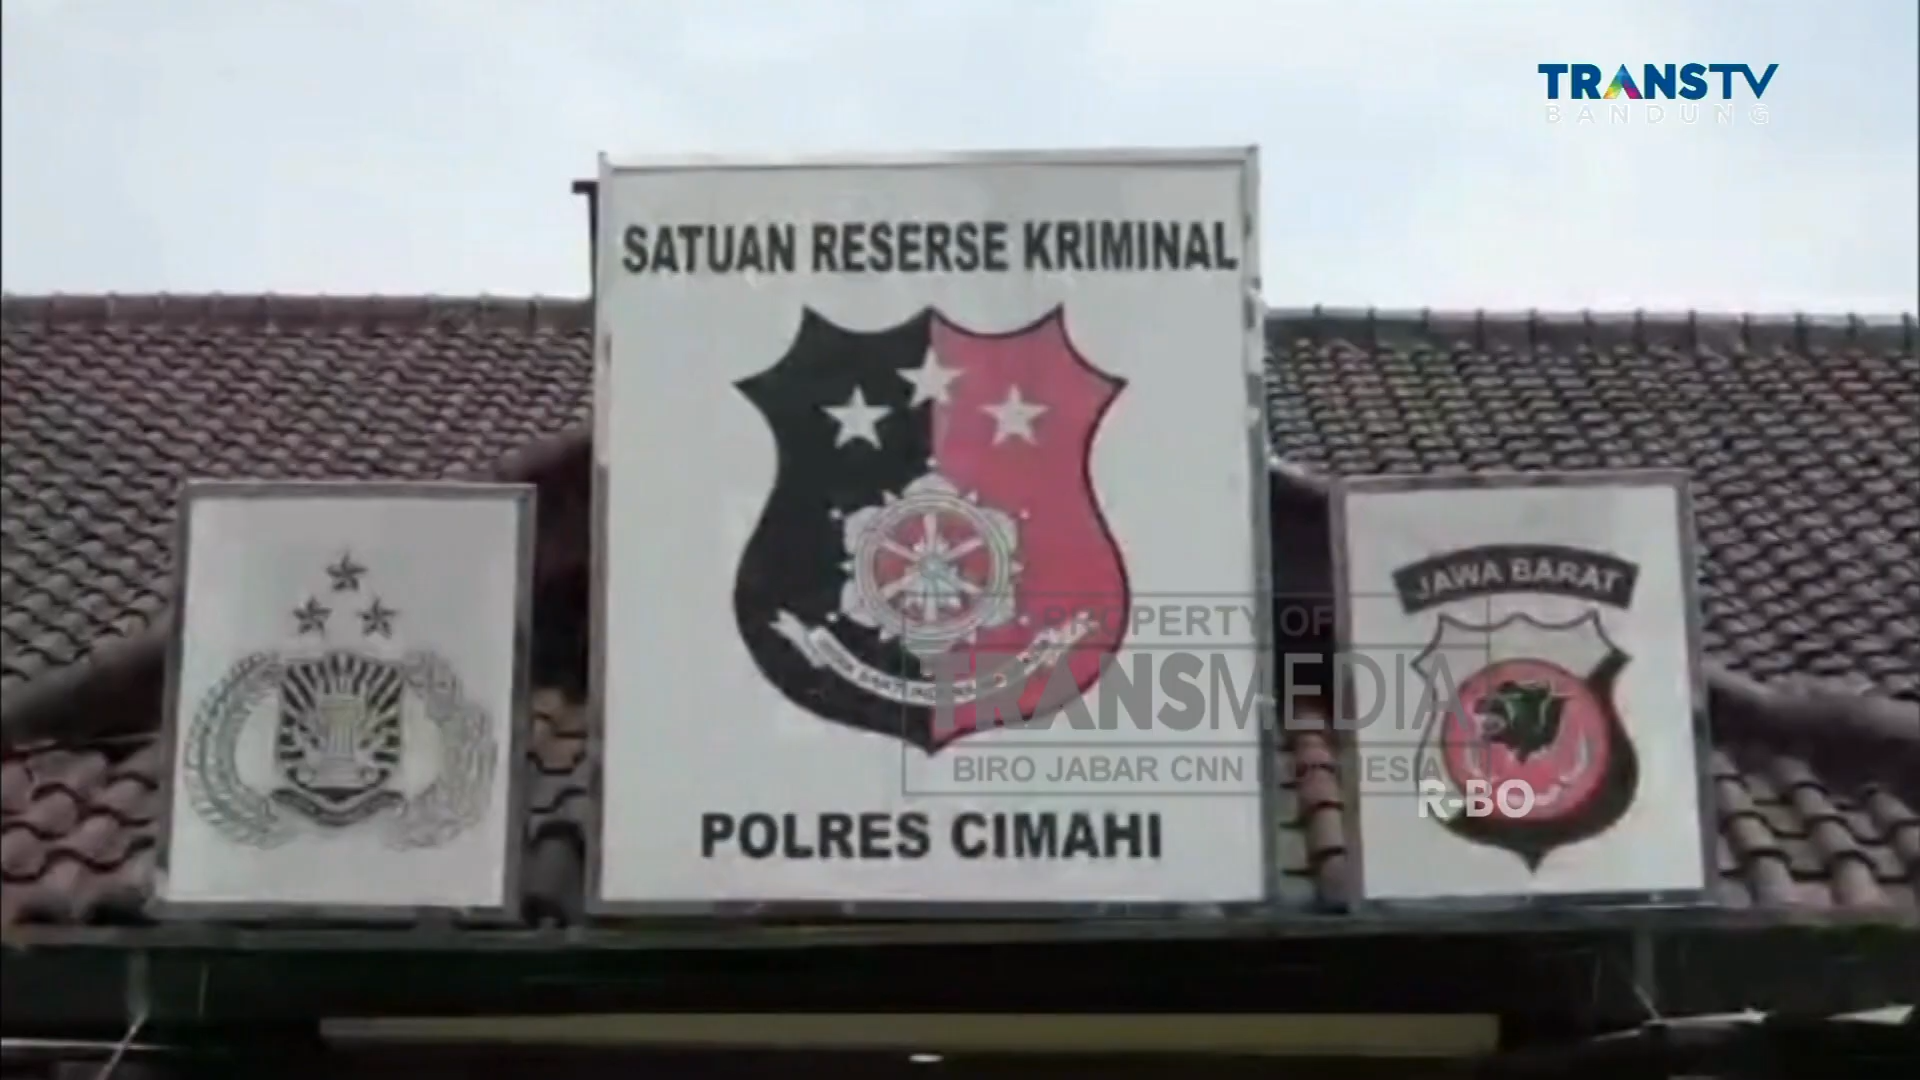 TRANSTV
BANDUNG
SATUAN RESERSE KRIMINAL
POLRES CIMAHI
JAWA BARAT
PROPERTY OF
TRANSMEDIA
BIRO JABAR CNN INDONESIA
R-BO